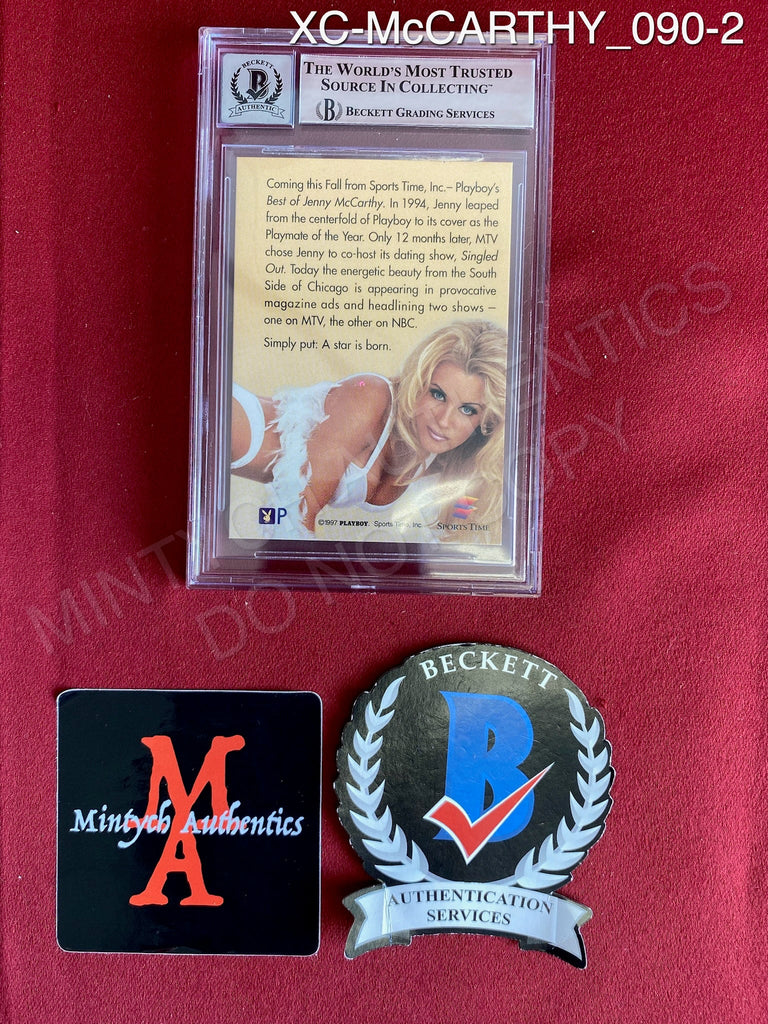 XC-McCARTHY_090-2
BECKETT
B
AUTHENTIC
THE WORLD'S MOST TRUSTED
SOURCE IN COLLECTING™
B BECKETT GRADING SERVICES
Coming this Fall from Sports Time, Inc.– Playboy's
Best of Jenny McCarthy. In 1994, Jenny leaped
from the centerfold of Playboy to its cover as the
Playmate of the Year. Only 12 months later, MTV
chose Jenny to co-host its dating show, Singled
Out. Today the energetic beauty from the South
Side of Chicago is appearing in provocative
magazine ads and headlining two shows –
one on MTV, the other on NBC.
Simply put: A star is born.
P
©1997 PLAYBOY. Sports Time, Inc.
SPORTS TIME
MINTYCH AUTHENTICS
DO NOT COPY
MA
Mintych Authentics
BECKETT
B
AUTHENTICATION
SERVICES